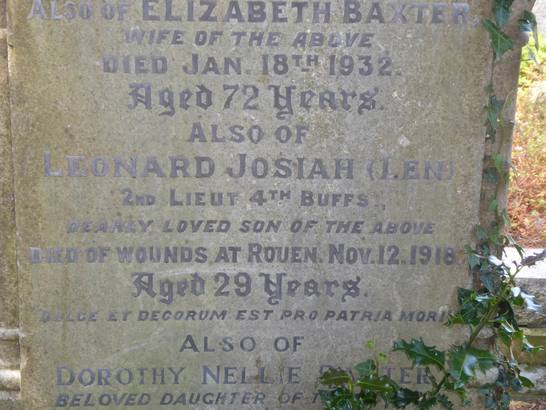 ALSO OF ELIZABETH BAXTER,
WIFE OF THE ABOVE
DIED JAN. 18TH 1932.
Aged 72 Years.
ALSO OF
LEONARD JOSIAH (LEN)
2ND LIEUT 4TH BUFFS.,
DEARLY LOVED SON OF THE ABOVE
DIED OF WOUNDS, AT ROUEN, NOV. 12, 1918.
Aged 29 Years.
DULCE ET DECORUM EST PRO PATRIA MORI
ALSO OF
DOROTHY NELLIE
BELOVED DAUGHTER OF